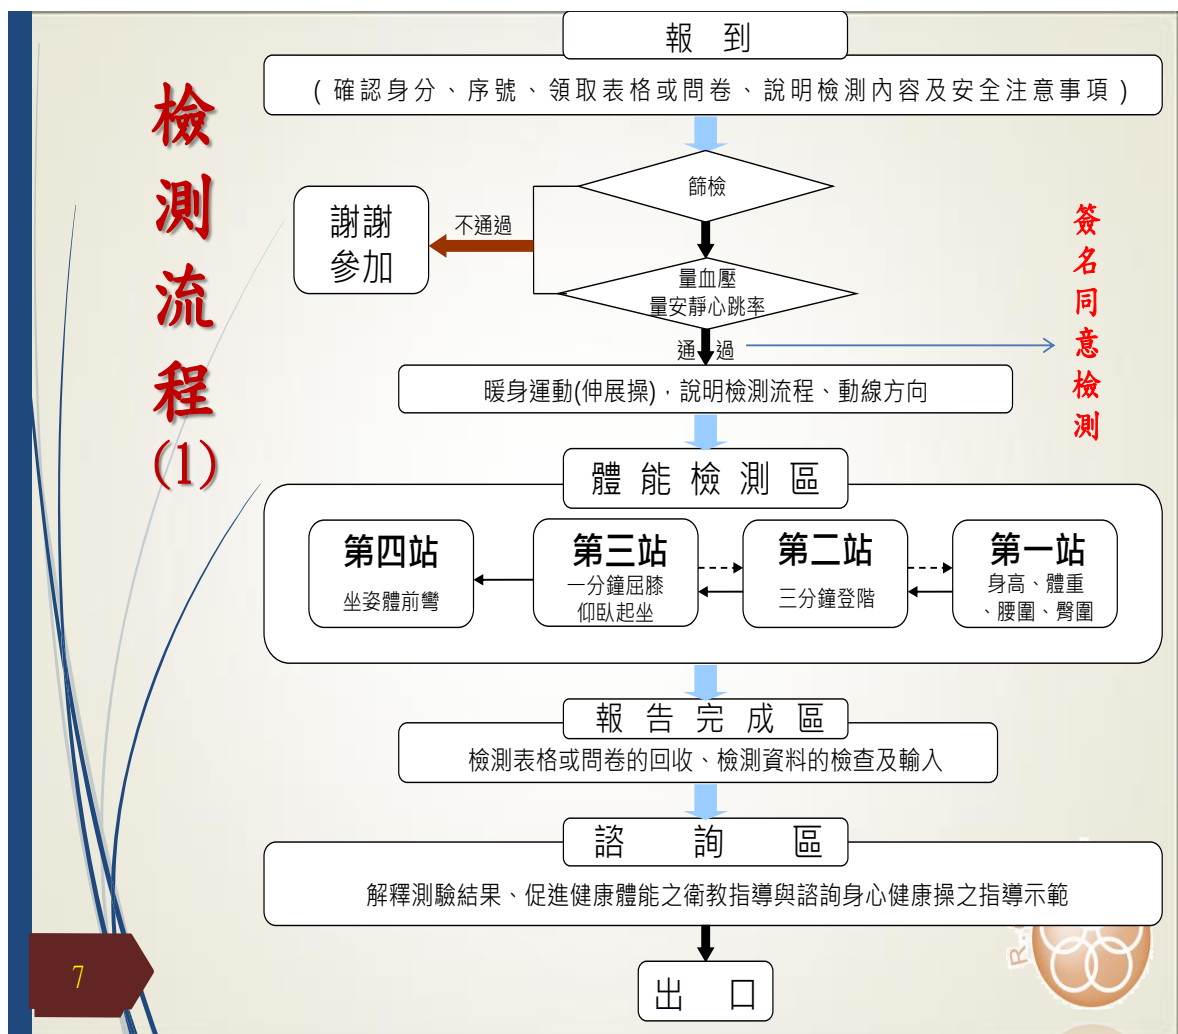 檢測流程(1)
報到
(確認身分、序號、領取表格或問卷、說明檢測內容及安全注意事項)
篩檢
不通過
謝謝
參加
量血壓
量安靜心跳率
通過
簽名同意檢測
暖身運動(伸展操)，說明檢測流程、動線方向
體能檢測區
第四站
坐姿體前彎
第三站
一分鐘屈膝
仰臥起坐
第二站
三分鐘登階
第一站
身高、體重
、腰圍、臀圍
報告完成區
檢測表格或問卷的回收、檢測資料的檢查及輸入
諮詢區
解釋測驗結果、促進健康體能之衛教指導與諮詢身心健康操之指導示範
出口
7